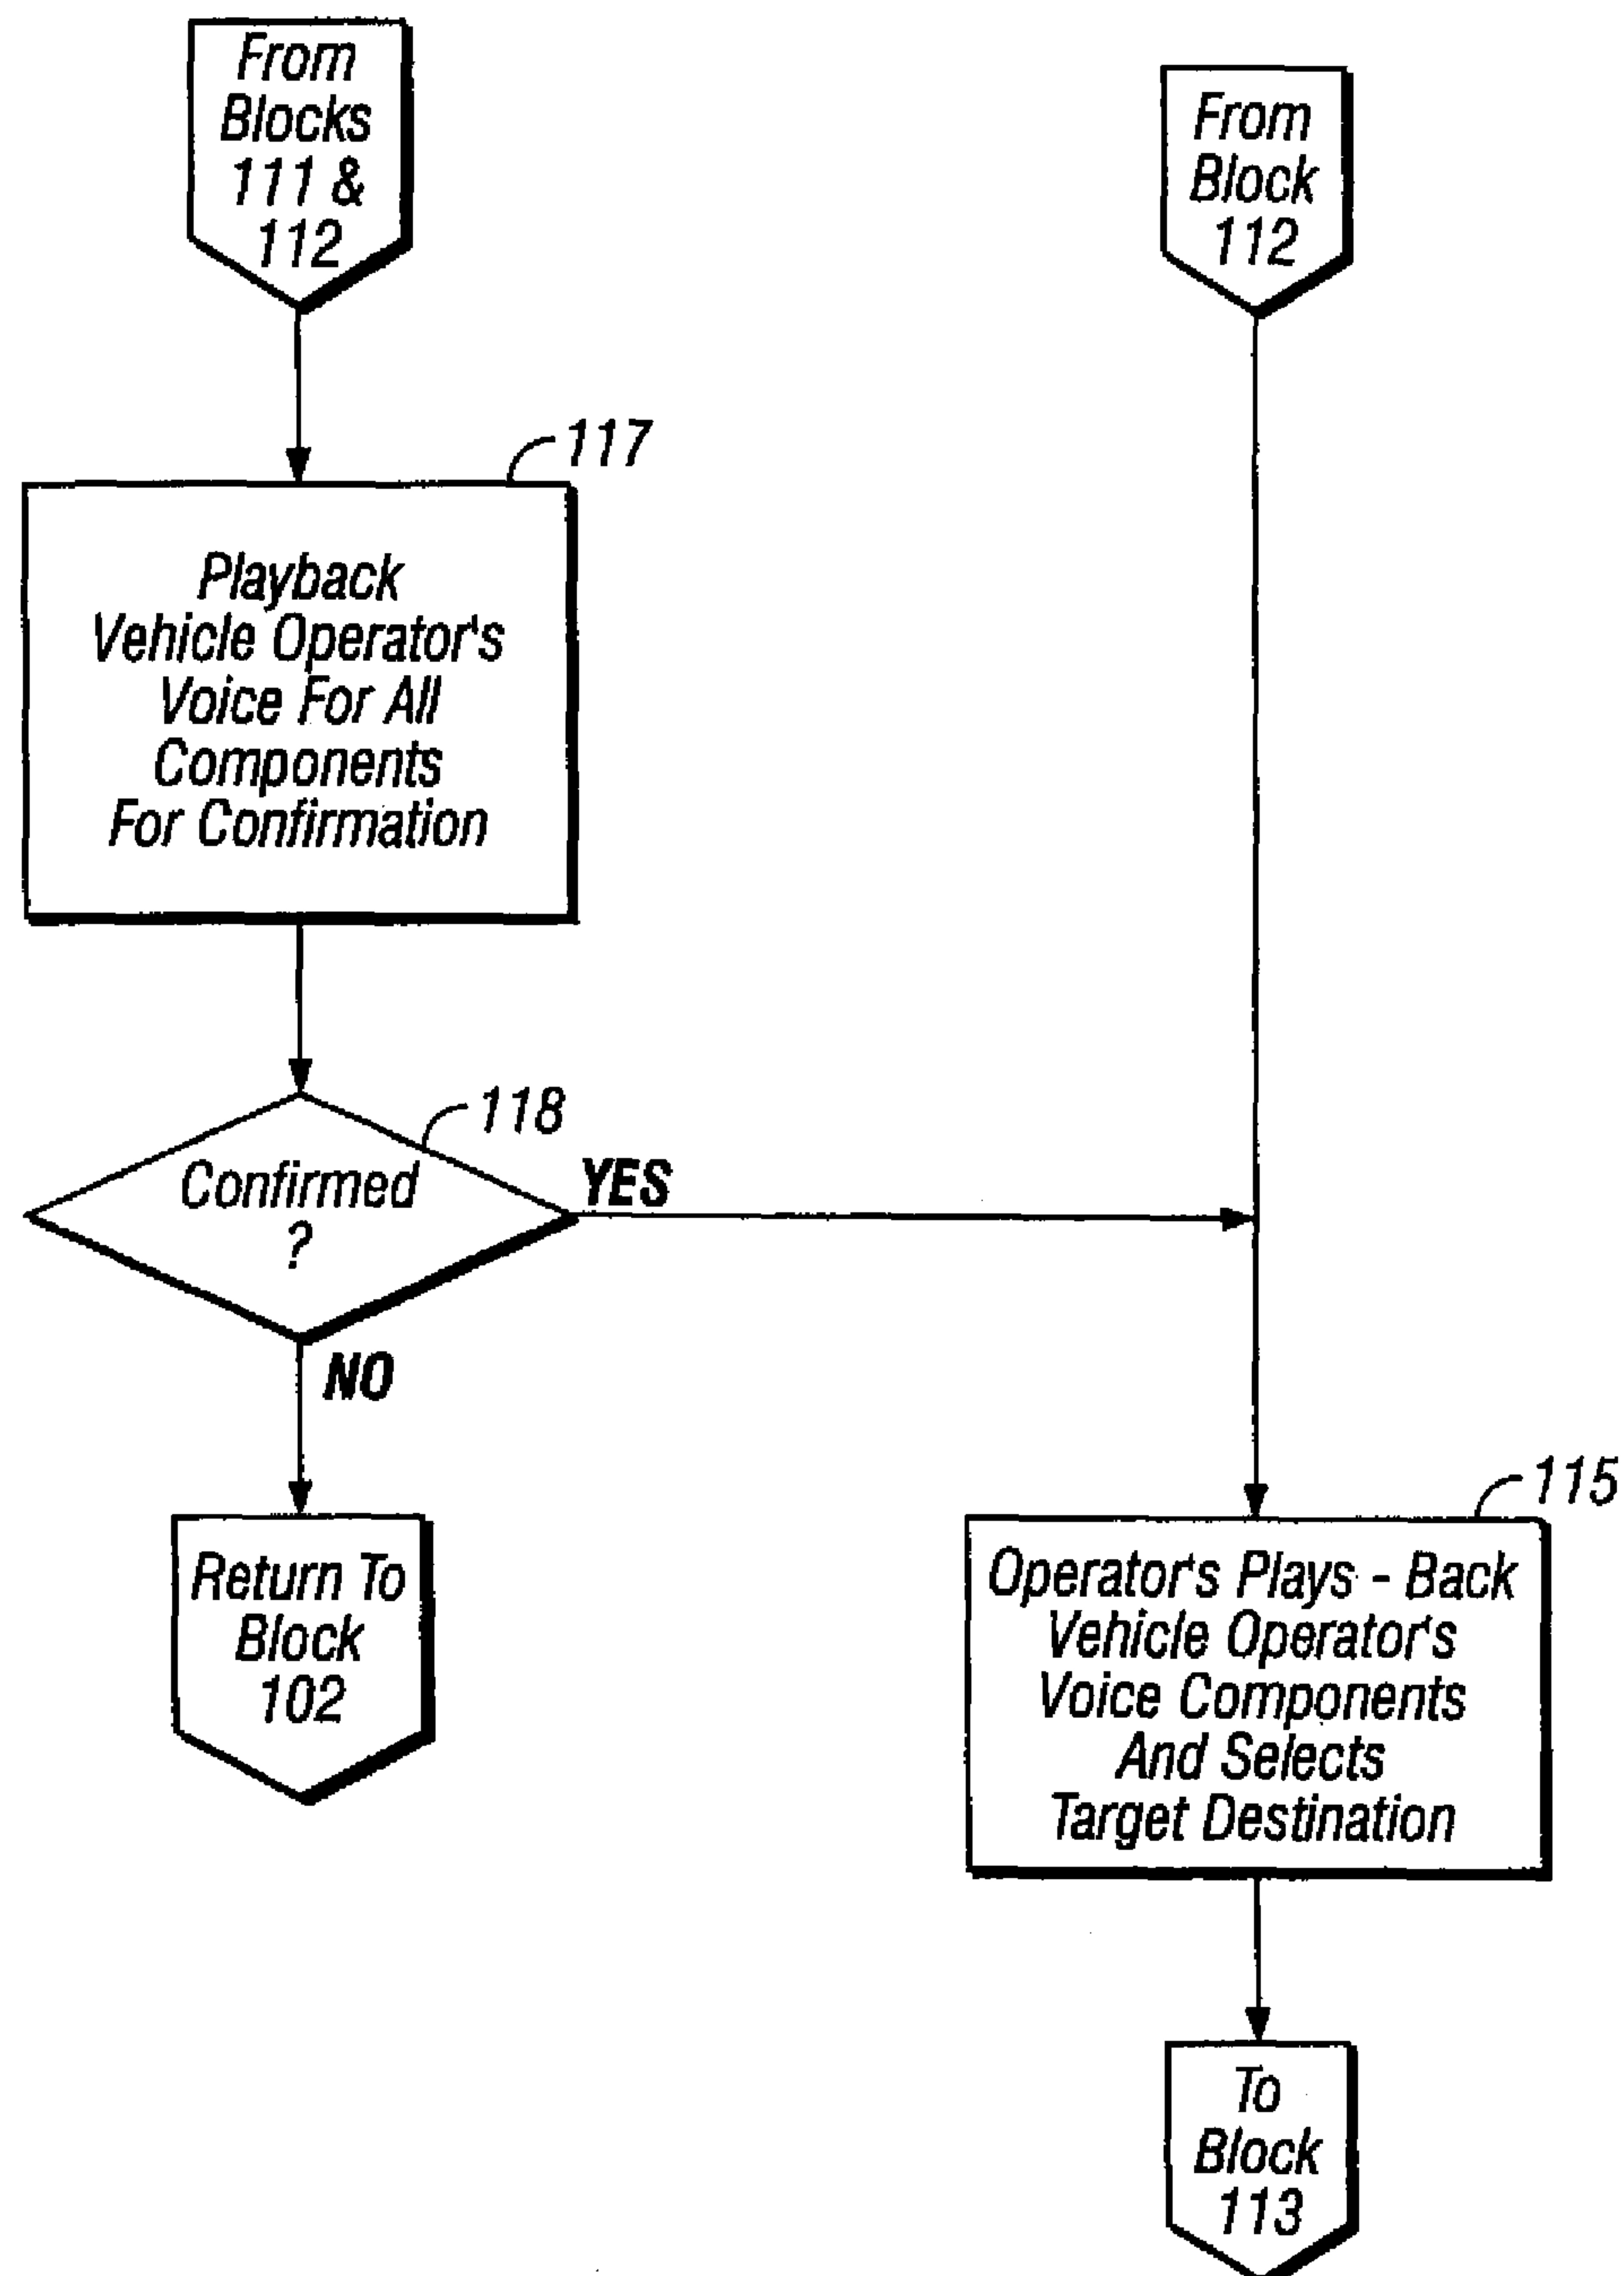 From
Blocks
111 &
112
From
Block
112
117
Playback
Vehicle Operator's
Voice For All
Components
For Confirmation
118
Confirmed
?
YES
NO
Return To
Block
102
115
Operator's Plays - Back
Vehicle Operator's
Voice Components
And Selects
Target Destination
To
Block
113